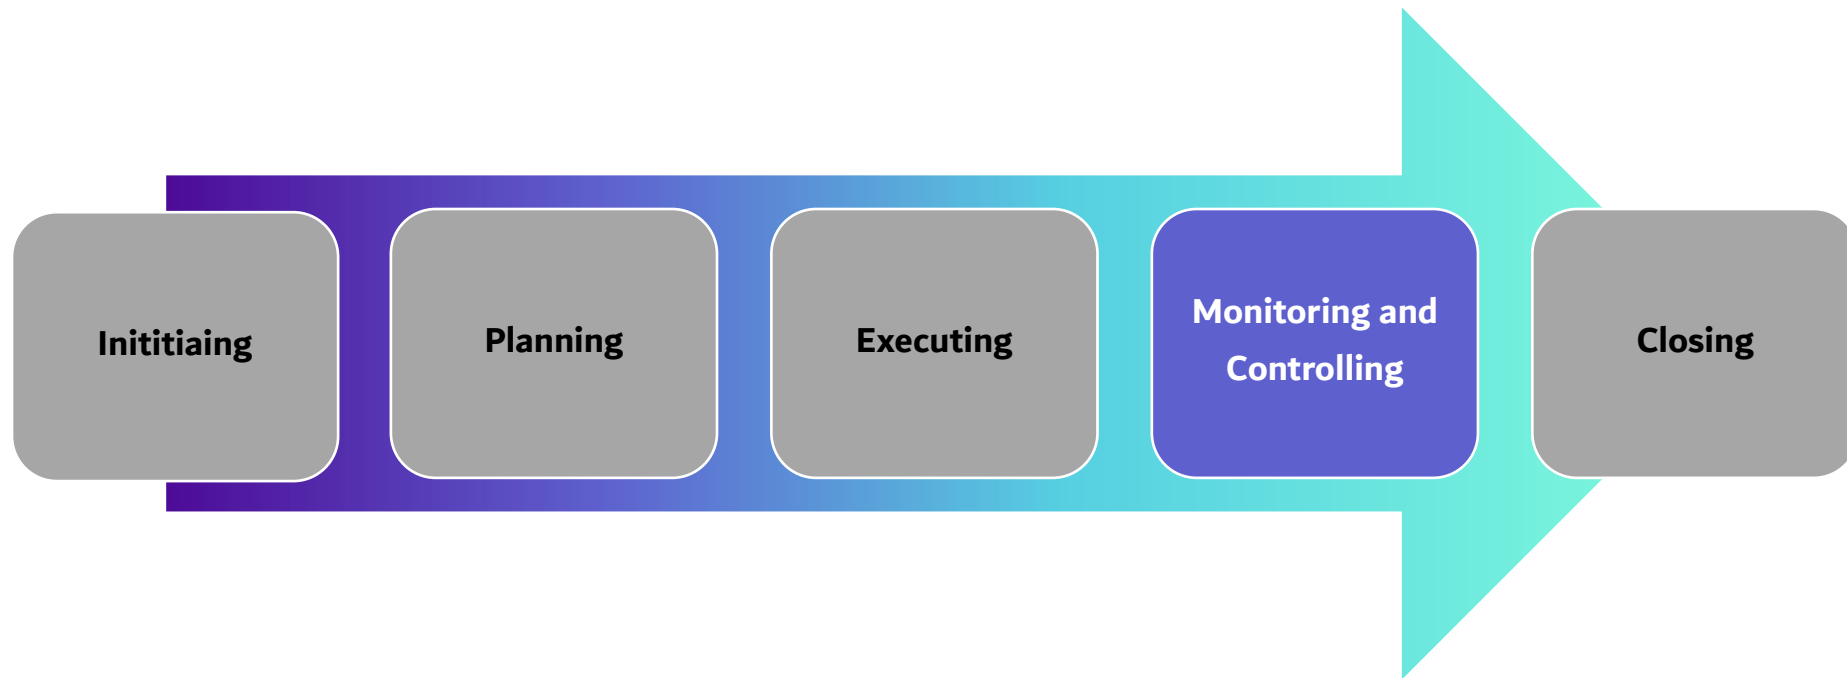 Inititiaing
Planning
Executing
Monitoring and
Controlling
Closing